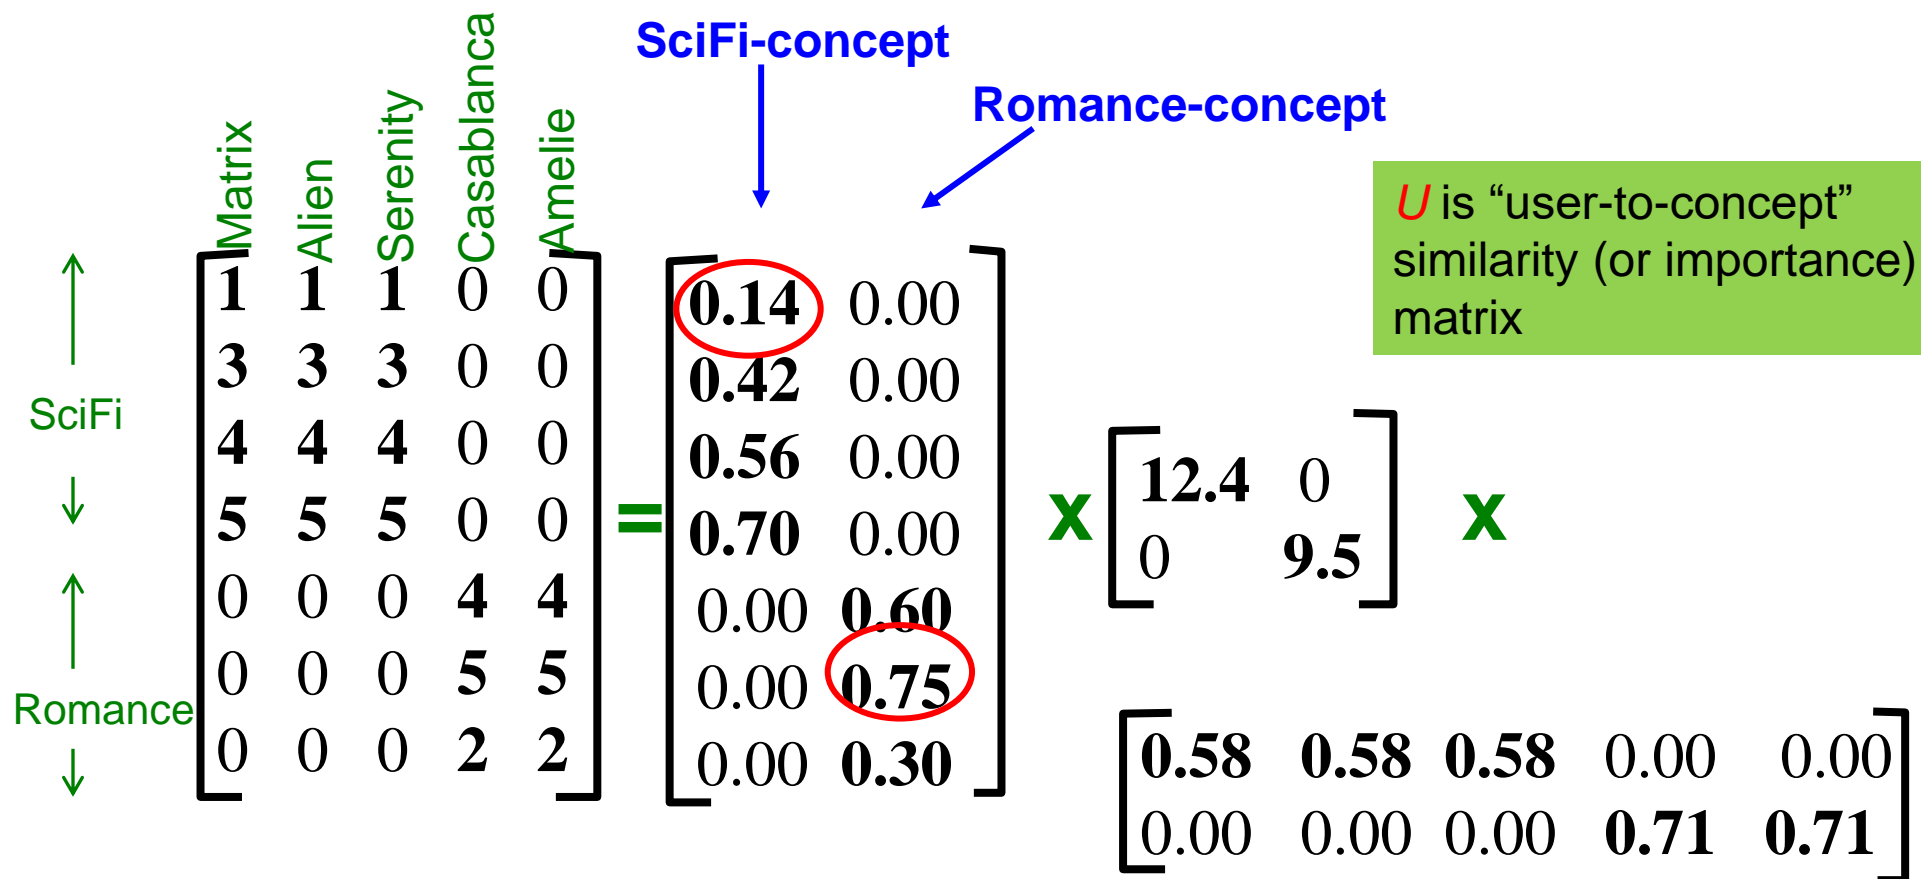 SciFi-concept
Romance-concept
Matrix
Alien
Serenity
Casablanca
Amelie
U is “user-to-concept”
similarity (or importance)
matrix
SciFi
Romance
1 1 1 0 0
3 3 3 0 0
4 4 4 0 0
5 5 5 0 0
0 0 0 4 4
0 0 0 5 5
0 0 0 2 2
=
0.14 0.00
0.42 0.00
0.56 0.00
0.70 0.00
0.00 0.60
0.00 0.75
0.00 0.30
x
12.4 0
0 9.5
x
0.58 0.58 0.58 0.00 0.00
0.00 0.00 0.00 0.71 0.71